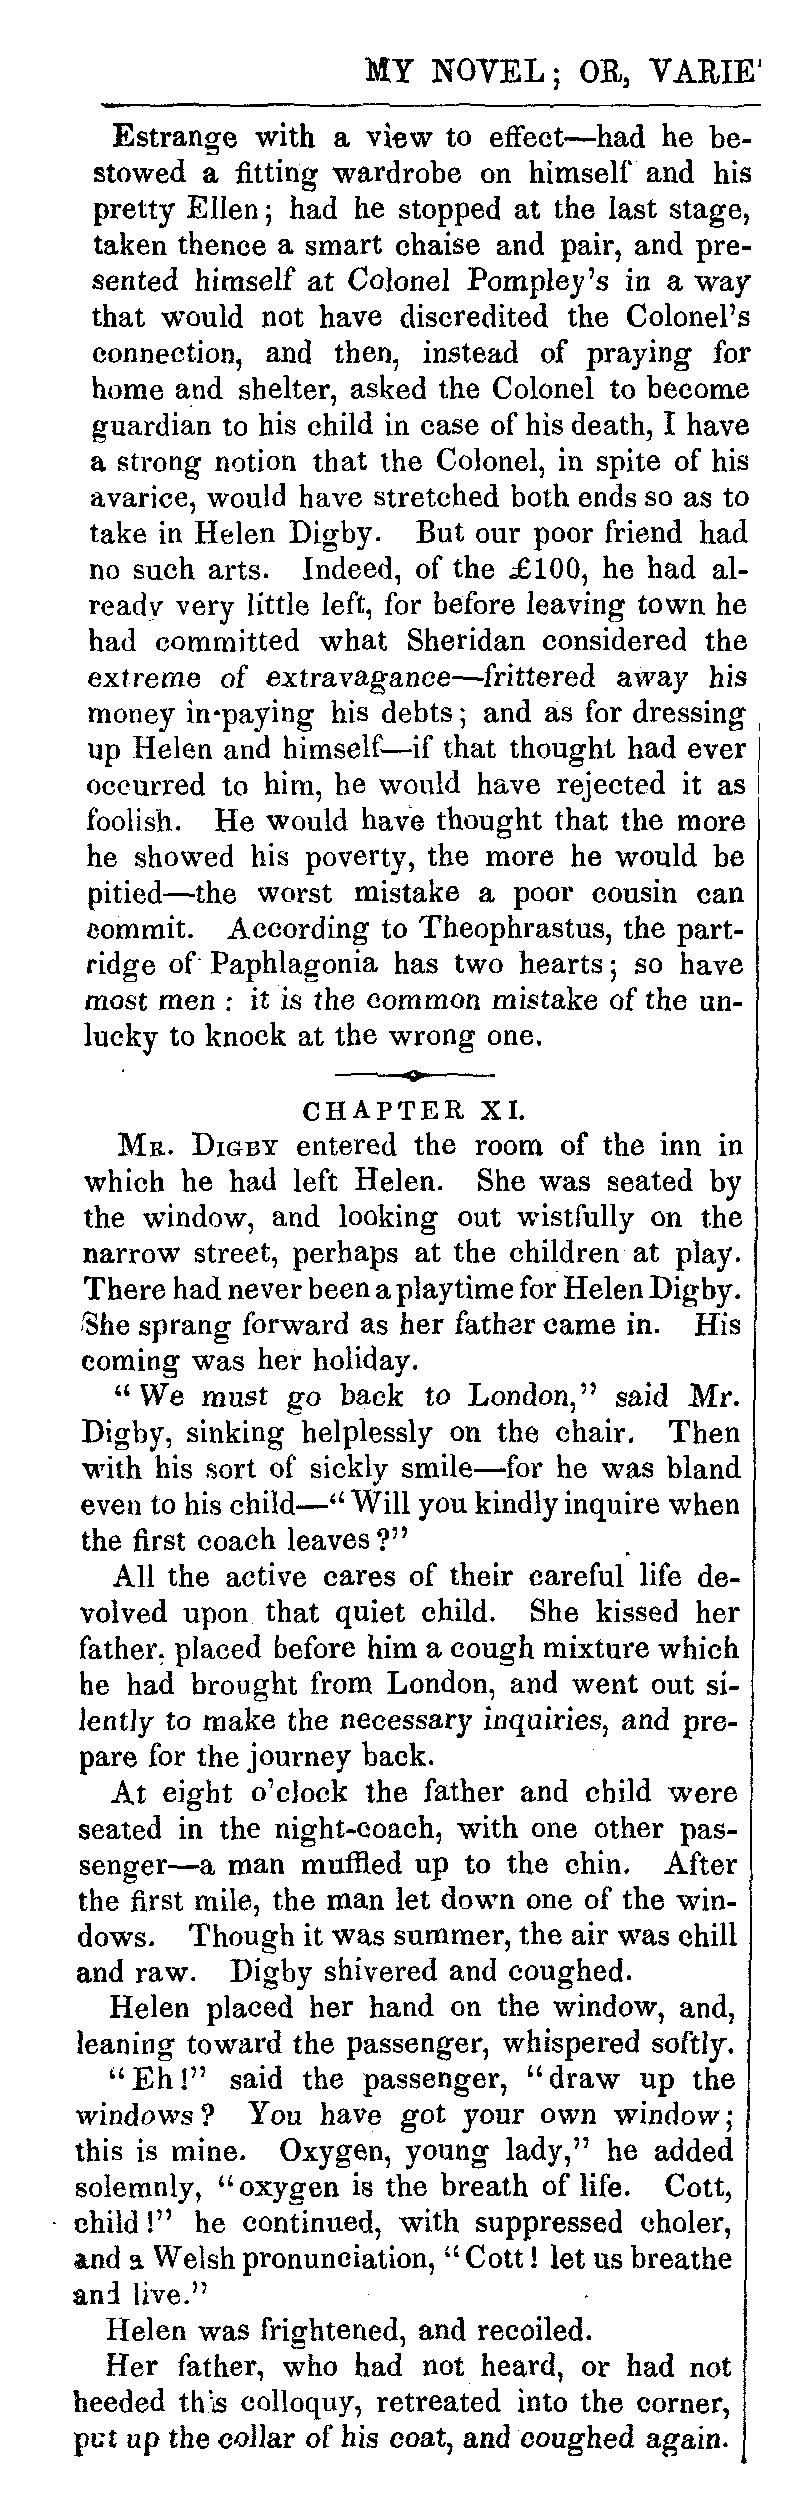 MY NOVEL; OR, VARIE
Estrange with a view to effect—had he be-
stowed a fitting wardrobe on himself and his
pretty Ellen; had he stopped at the last stage,
taken thence a smart chaise and pair, and pre-
sented himself at Colonel Pompley's in a way
that would not have discredited the Colonel's
connection, and then, instead of praying for
home and shelter, asked the Colonel to become
guardian to his child in case of his death, I have
a strong notion that the Colonel, in spite of his
avarice, would have stretched both ends so as to
take in Helen Digby. But our poor friend had
no such arts. Indeed, of the £100, he had al-
ready very little left, for before leaving town he
had committed what Sheridan considered the
extreme of extravagance—frittered away his
money in paying his debts; and as for dressing
up Helen and himself—if that thought had ever
occurred to him, he would have rejected it as
foolish. He would have thought that the more
he showed his poverty, the more he would be
pitied—the worst mistake a poor cousin can
commit. According to Theophrastus, the part-
ridge of Paphlagonia has two hearts; so have
most men: it is the common mistake of the un-
lucky to knock at the wrong one.
CHAPTER XI.
MR. DIGBY entered the room of the inn in
which he had left Helen. She was seated by
the window, and looking out wistfully on the
narrow street, perhaps at the children at play.
There had never been a playtime for Helen Digby.
She sprang forward as her father came in. His
coming was her holiday.
"We must go back to London," said Mr.
Digby, sinking helplessly on the chair. Then
with his sort of sickly smile—for he was bland
even to his child—"Will you kindly inquire when
the first coach leaves?"
All the active cares of their careful life de-
volved upon that quiet child. She kissed her
father, placed before him a cough mixture which
he had brought from London, and went out si-
lently to make the necessary inquiries, and pre-
pare for the journey back.
At eight o'clock the father and child were
seated in the night-coach, with one other pas-
senger—a man muffled up to the chin. After
the first mile, the man let down one of the win-
dows. Though it was summer, the air was chill
and raw. Digby shivered and coughed.
Helen placed her hand on the window, and,
leaning toward the passenger, whispered softly.
"Eh!" said the passenger, "draw up the
windows? You have got your own window;
this is mine. Oxygen, young lady," he added
solemnly, "oxygen is the breath of life. Cott,
child!" he continued, with suppressed choler,
and a Welsh pronunciation, "Cott! let us breathe
and live."
Helen was frightened, and recoiled.
Her father, who had not heard, or had not
heeded this colloquy, retreated into the corner,
put up the collar of his coat, and coughed again.